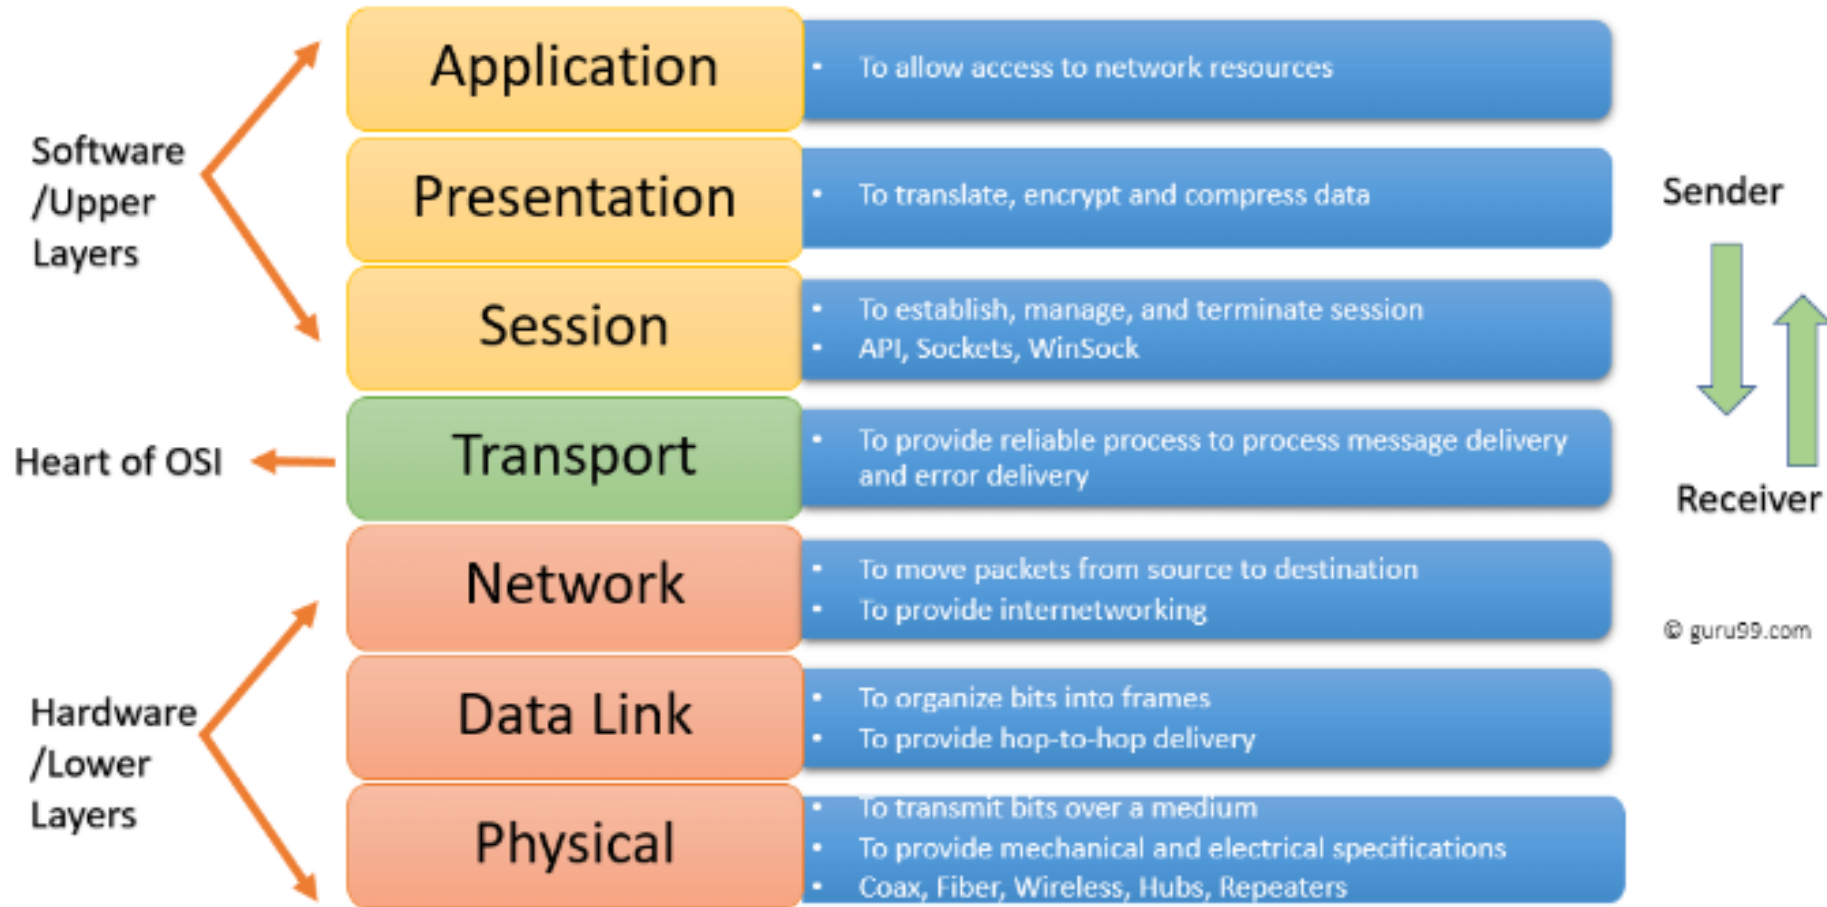 Application
• To allow access to network resources
Software
/Upper
Layers
Presentation
• To translate, encrypt and compress data
Sender
Session
• To establish, manage, and terminate session
• API, Sockets, WinSock
Heart of OSI
Transport
• To provide reliable process to process message delivery
and error delivery
Receiver
Network
• To move packets from source to destination
• To provide internetworking
© guru99.com
Hardware
/Lower
Layers
Data Link
• To organize bits into frames
• To provide hop-to-hop delivery
Physical
• To transmit bits over a medium
• To provide mechanical and electrical specifications
• Coax, Fiber, Wireless, Hubs, Repeaters